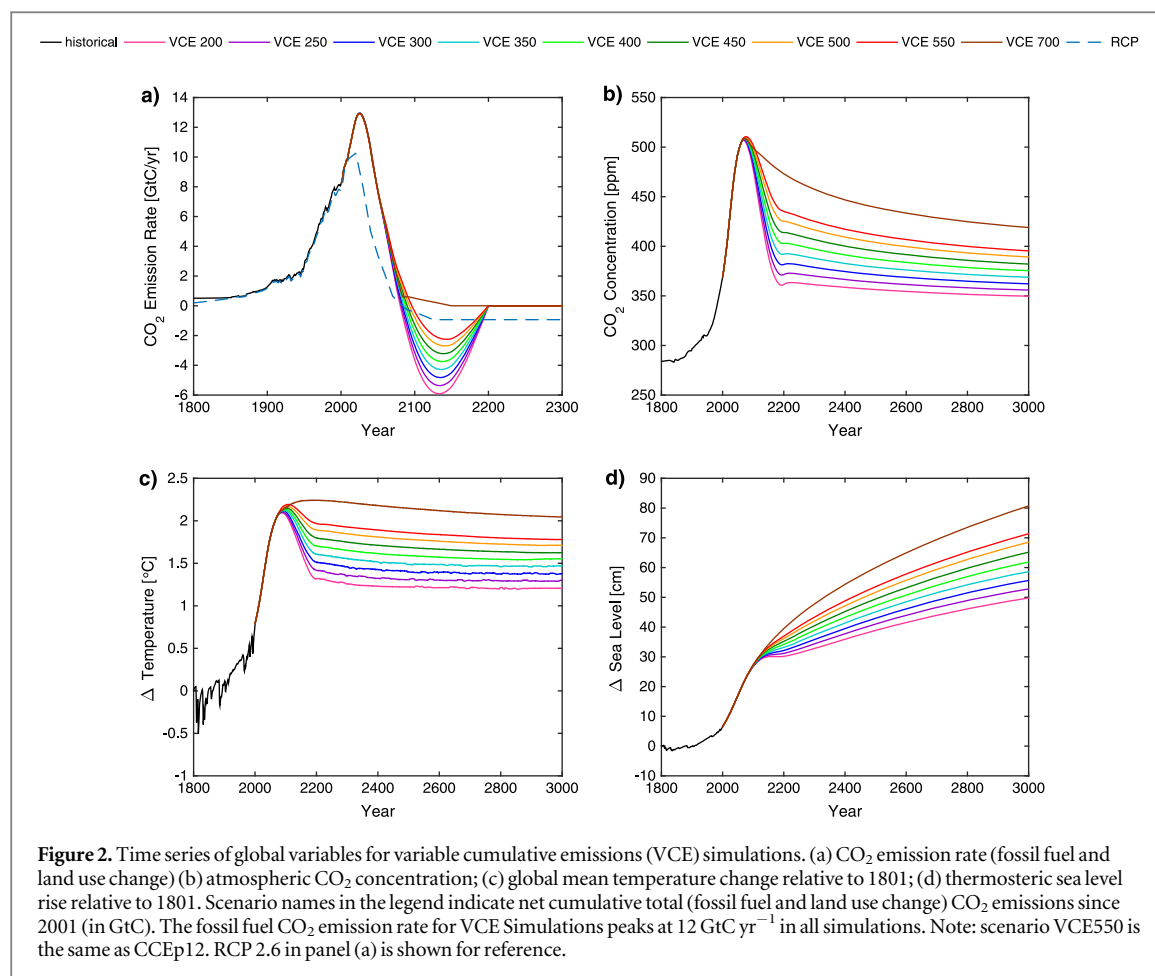 historical VCE 200 VCE 250 VCE 300 VCE 350 VCE 400 VCE 450 VCE 500 VCE 550 VCE 700 RCP
a)
14
12
10
8
6
4
2
0
-2
-4
-6
CO2 Emission Rate [GtC/yr]
1800 1900 2000 2100 2200 2300
Year
b)
550
500
450
400
350
300
250
CO2 Concentration [ppm]
1800 2000 2200 2400 2600 2800 3000
Year
c)
2.5
2
1.5
1
0.5
0
-0.5
-1
Δ Temperature [°C]
1800 2000 2200 2400 2600 2800 3000
Year
d)
90
80
70
60
50
40
30
20
10
0
-10
Δ Sea Level [cm]
1800 2000 2200 2400 2600 2800 3000
Year
Figure 2. Time series of global variables for variable cumulative emissions (VCE) simulations. (a) CO2 emission rate (fossil fuel and
land use change) (b) atmospheric CO2 concentration; (c) global mean temperature change relative to 1801; (d) thermosteric sea level
rise relative to 1801. Scenario names in the legend indicate net cumulative total (fossil fuel and land use change) CO2 emissions since
2001 (in GtC). The fossil fuel CO2 emission rate for VCE Simulations peaks at 12 GtC yr−1 in all simulations. Note: scenario VCE550 is
the same as CCEp12. RCP 2.6 in panel (a) is shown for reference.